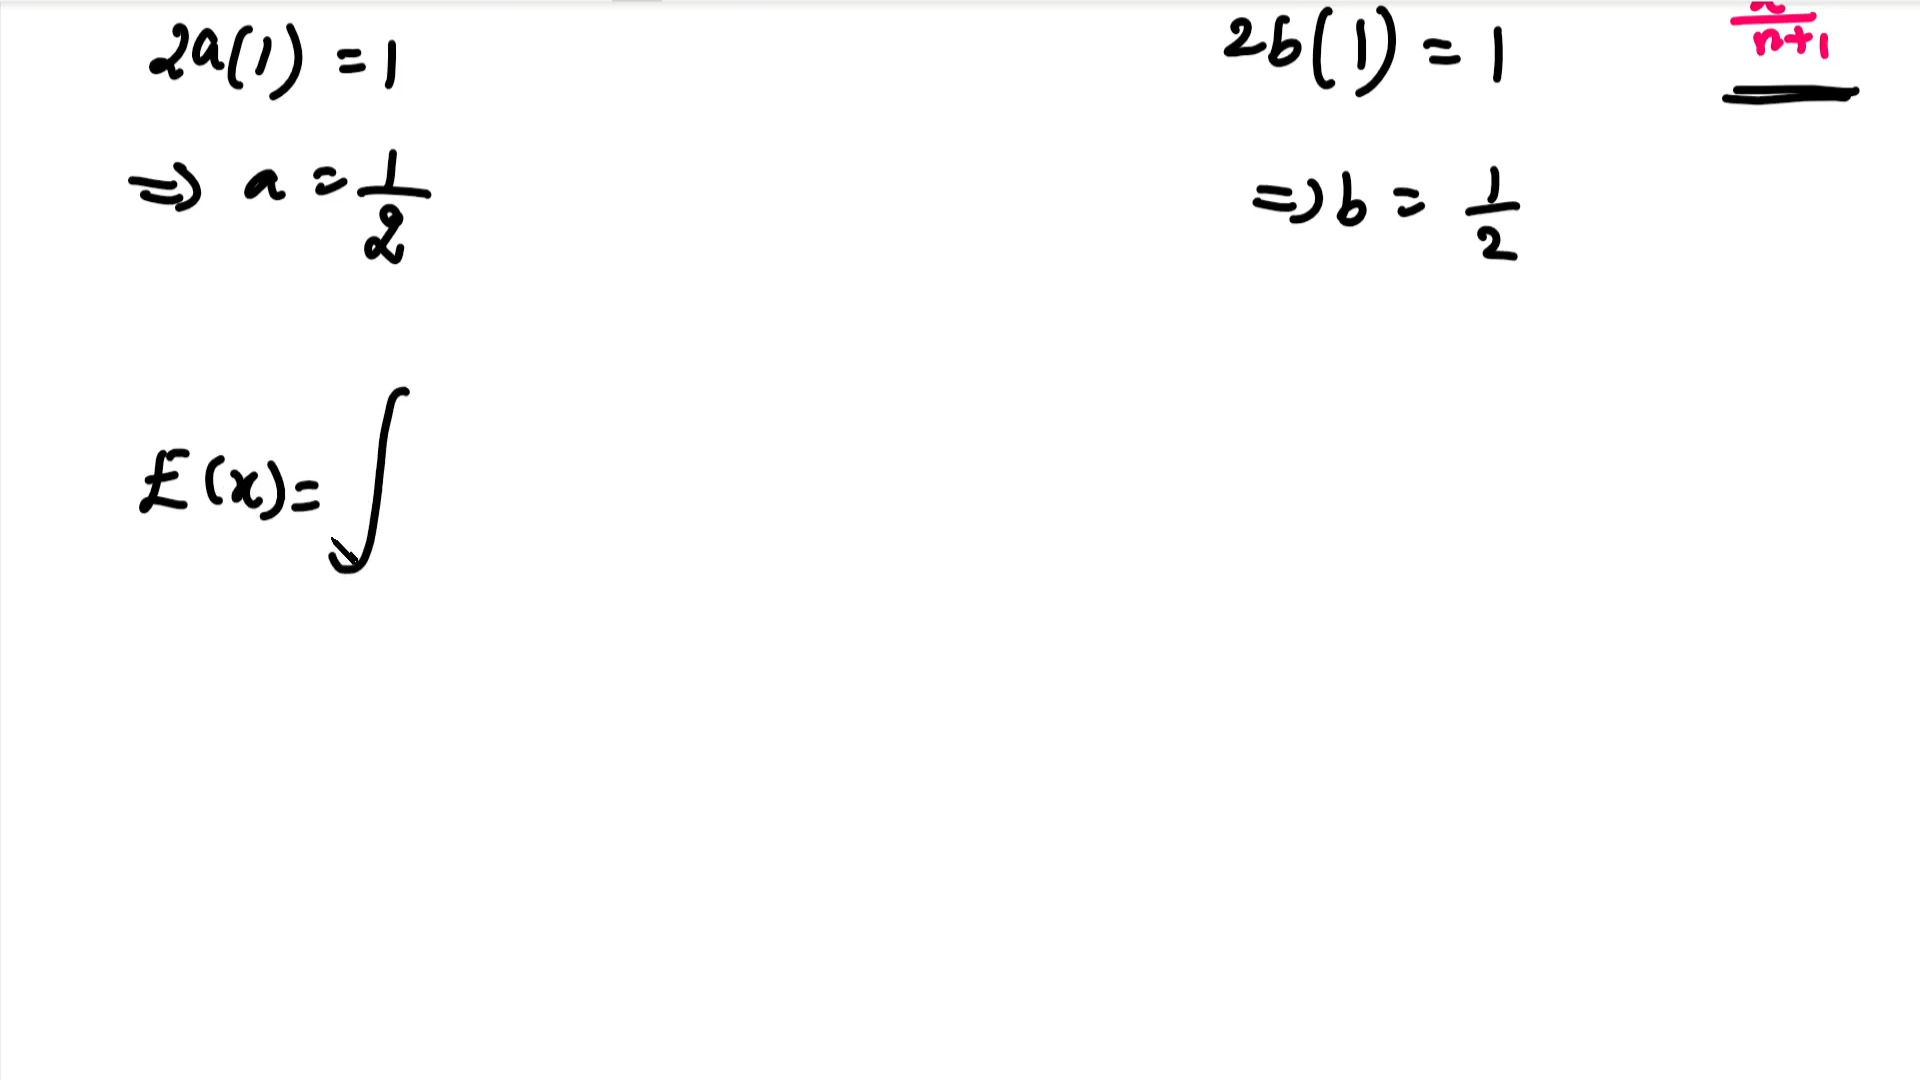 2a(1) = 1
2b(1) = 1
n+1
⇒ a = 1/2
⇒ b = 1/2
E(x) = ∫